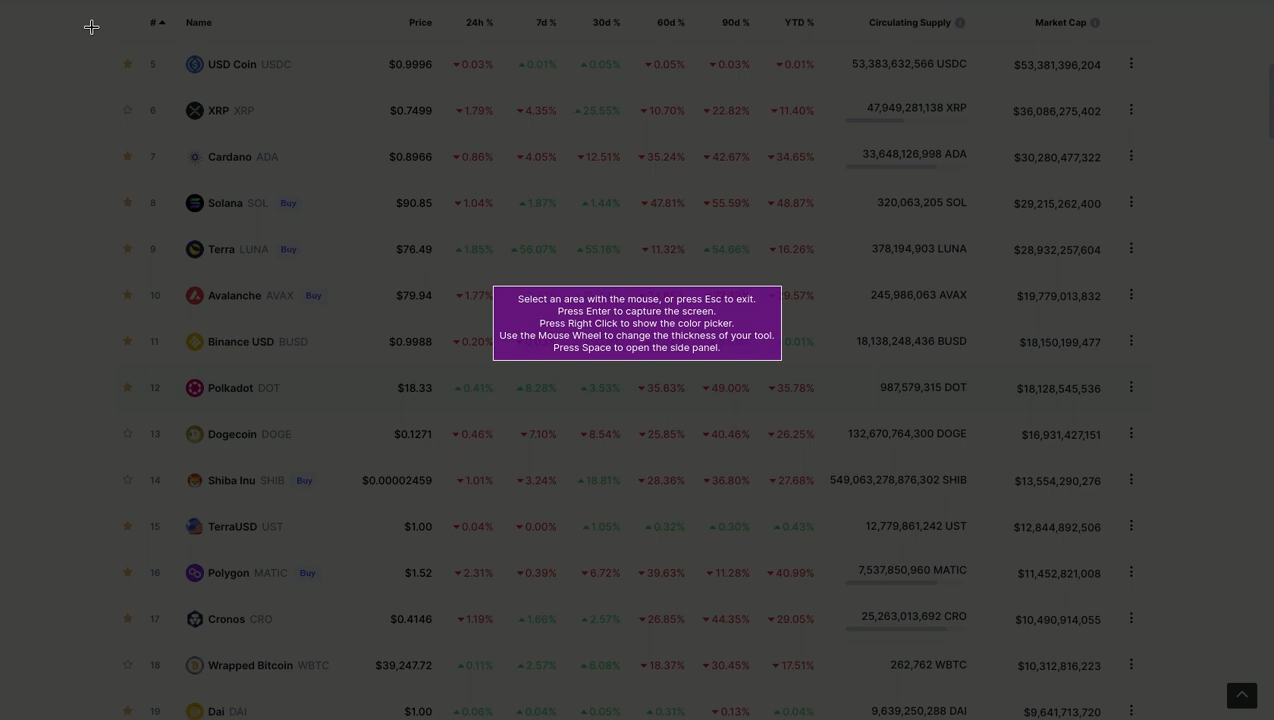 # Name Price 24h % 7d % 30d % 60d % 90d % YTD % Circulating Supply Market Cap
5 USD Coin USDC $0.9996 0.03% 0.01% 0.05% 0.05% 0.03% 0.01% 53,383,632,566 USDC $53,381,396,204
6 XRP XRP $0.7499 1.79% 4.35% 25.55% 10.70% 22.82% 11.40% 47,949,281,138 XRP $36,086,275,402
7 Cardano ADA $0.8966 0.86% 4.05% 12.51% 35.24% 42.67% 34.65% 33,648,126,998 ADA $30,280,477,322
8 Solana SOL Buy $90.85 1.04% 1.87% 1.44% 47.81% 55.59% 48.87% 320,063,205 SOL $29,215,262,400
9 Terra LUNA Buy $76.49 1.85% 56.07% 55.16% 11.32% 54.66% 16.26% 378,194,903 LUNA $28,932,257,604
10 Avalanche AVAX Buy $79.94 1.77% 9.57% 245,986,063 AVAX $19,779,013,832
Select an area with the mouse, or press Esc to exit.
Press Enter to capture the screen.
Press Right Click to show the color picker.
Use the Mouse Wheel to change the thickness of your tool.
Press Space to open the side panel.
11 Binance USD BUSD $0.9988 0.20% 0.01% 18,138,248,436 BUSD $18,150,199,477
12 Polkadot DOT $18.33 0.41% 8.28% 3.53% 35.63% 49.00% 35.78% 987,579,315 DOT $18,128,545,536
13 Dogecoin DOGE $0.1271 0.46% 7.10% 8.54% 25.85% 40.46% 26.25% 132,670,764,300 DOGE $16,931,427,151
14 Shiba Inu SHIB Buy $0.00002459 1.01% 3.24% 18.81% 28.36% 36.80% 27.68% 549,063,278,876,302 SHIB $13,554,290,276
15 TerraUSD UST $1.00 0.04% 0.00% 1.05% 0.32% 0.30% 0.43% 12,779,861,242 UST $12,844,892,506
16 Polygon MATIC Buy $1.52 2.31% 0.39% 6.72% 39.63% 11.28% 40.99% 7,537,850,960 MATIC $11,452,821,008
17 Cronos CRO $0.4146 1.19% 1.66% 2.57% 26.85% 44.35% 29.05% 25,263,013,692 CRO $10,490,914,055
18 Wrapped Bitcoin WBTC $39,247.72 0.11% 2.57% 6.08% 18.37% 30.45% 17.51% 262,762 WBTC $10,312,816,223
19 Dai DAI $1.00 0.06% 0.04% 0.05% 0.31% 0.13% 0.04% 9,639,250,288 DAI $9,641,713,720